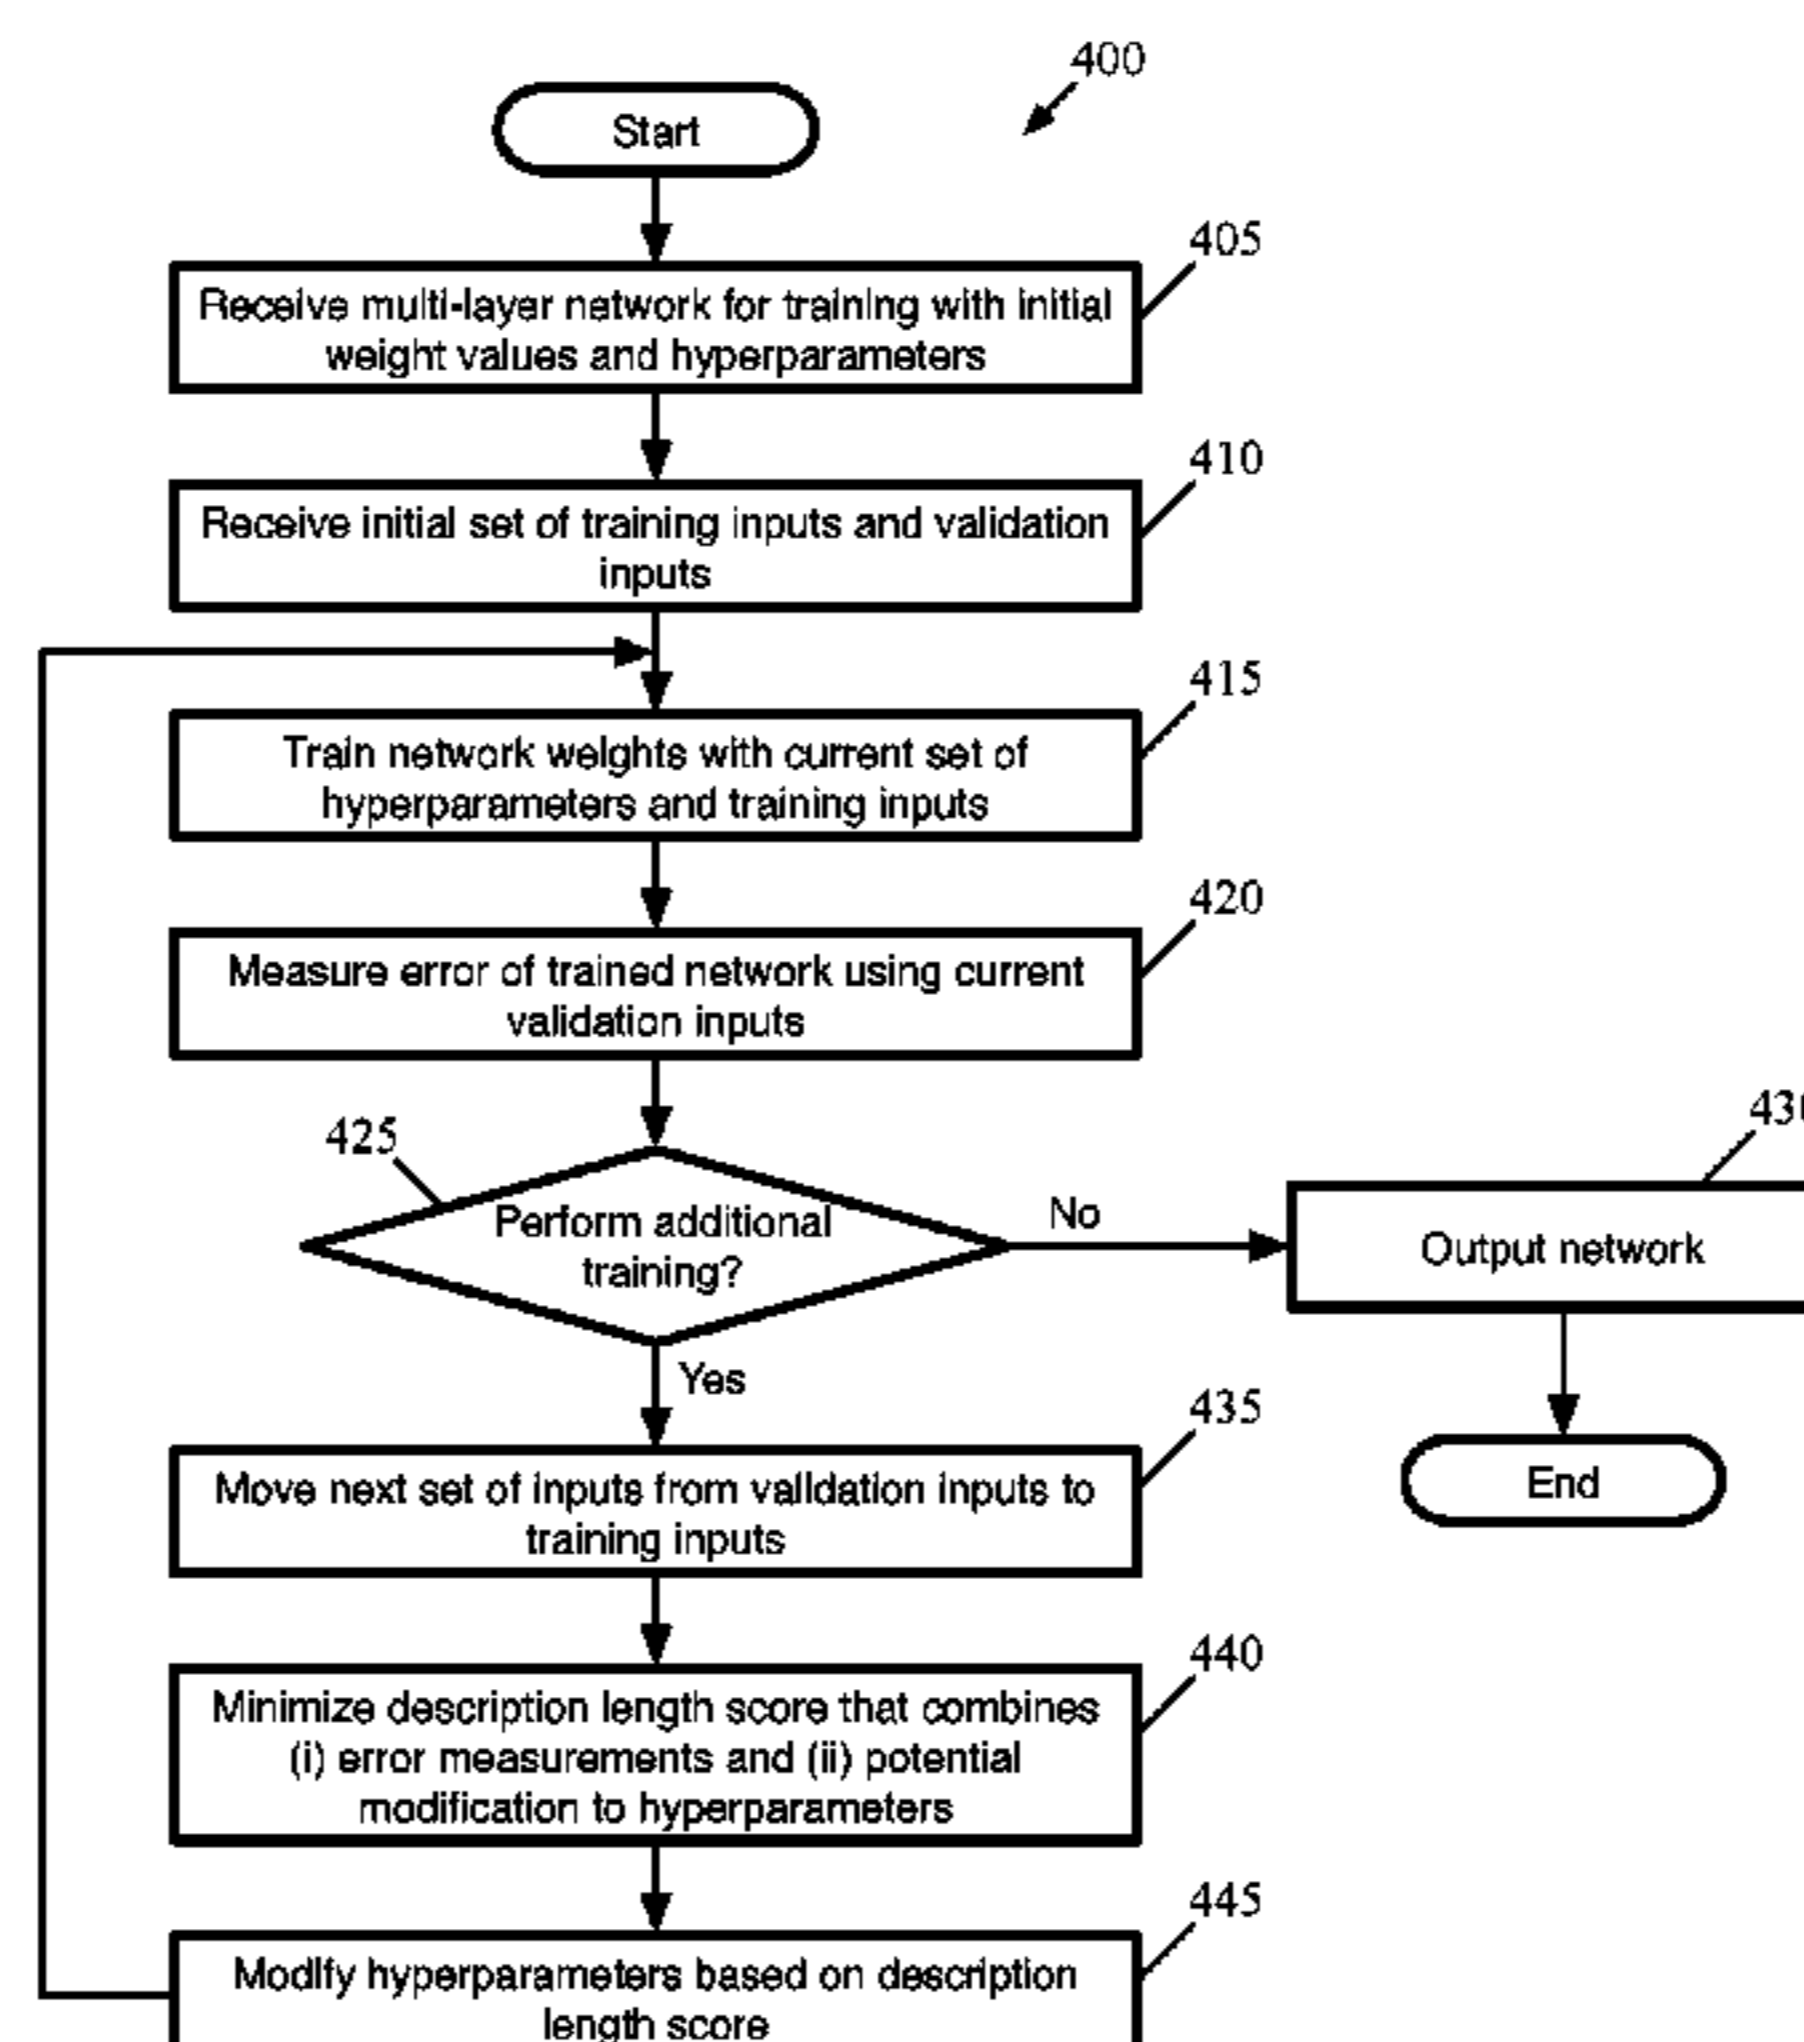 400
Start
405
Receive multi-layer network for training with initial
weight values and hyperparameters
410
Receive initial set of training inputs and validation
inputs
415
Train network weights with current set of
hyperparameters and training inputs
420
Measure error of trained network using current
validation inputs
425
Perform additional
training?
No
Output network
Yes
End
435
Move next set of inputs from validation inputs to
training inputs
440
Minimize description length score that combines
(i) error measurements and (ii) potential
modification to hyperparameters
445
Modify hyperparameters based on description
length score